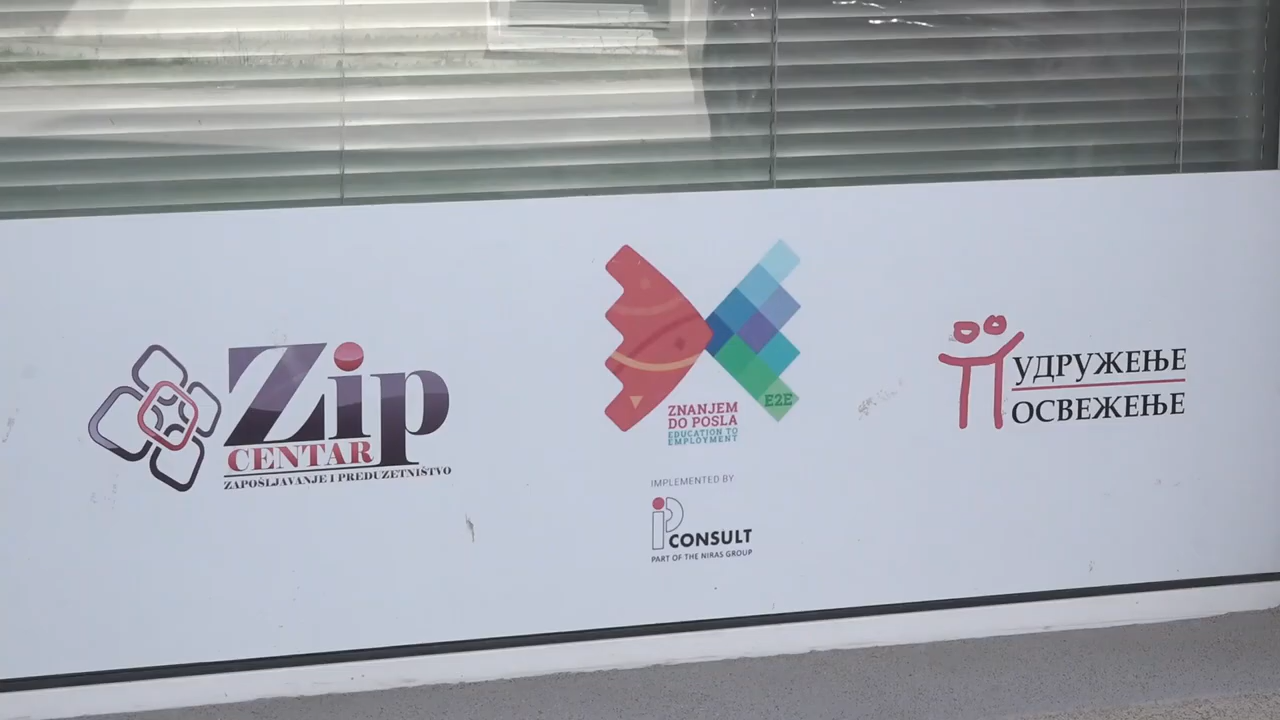 Zip
CENTAR
ZAPOŠLJAVANJE I PREDUZETNIŠTVO
ZNANJEM
DO POSLA
EDUCATION TO
EMPLOYMENT
E2E
IMPLEMENTED BY
ip
CONSULT
PART OF THE NIRAS GROUP
УДРУЖЕЊЕ
ОСВЕЖЕЊЕ